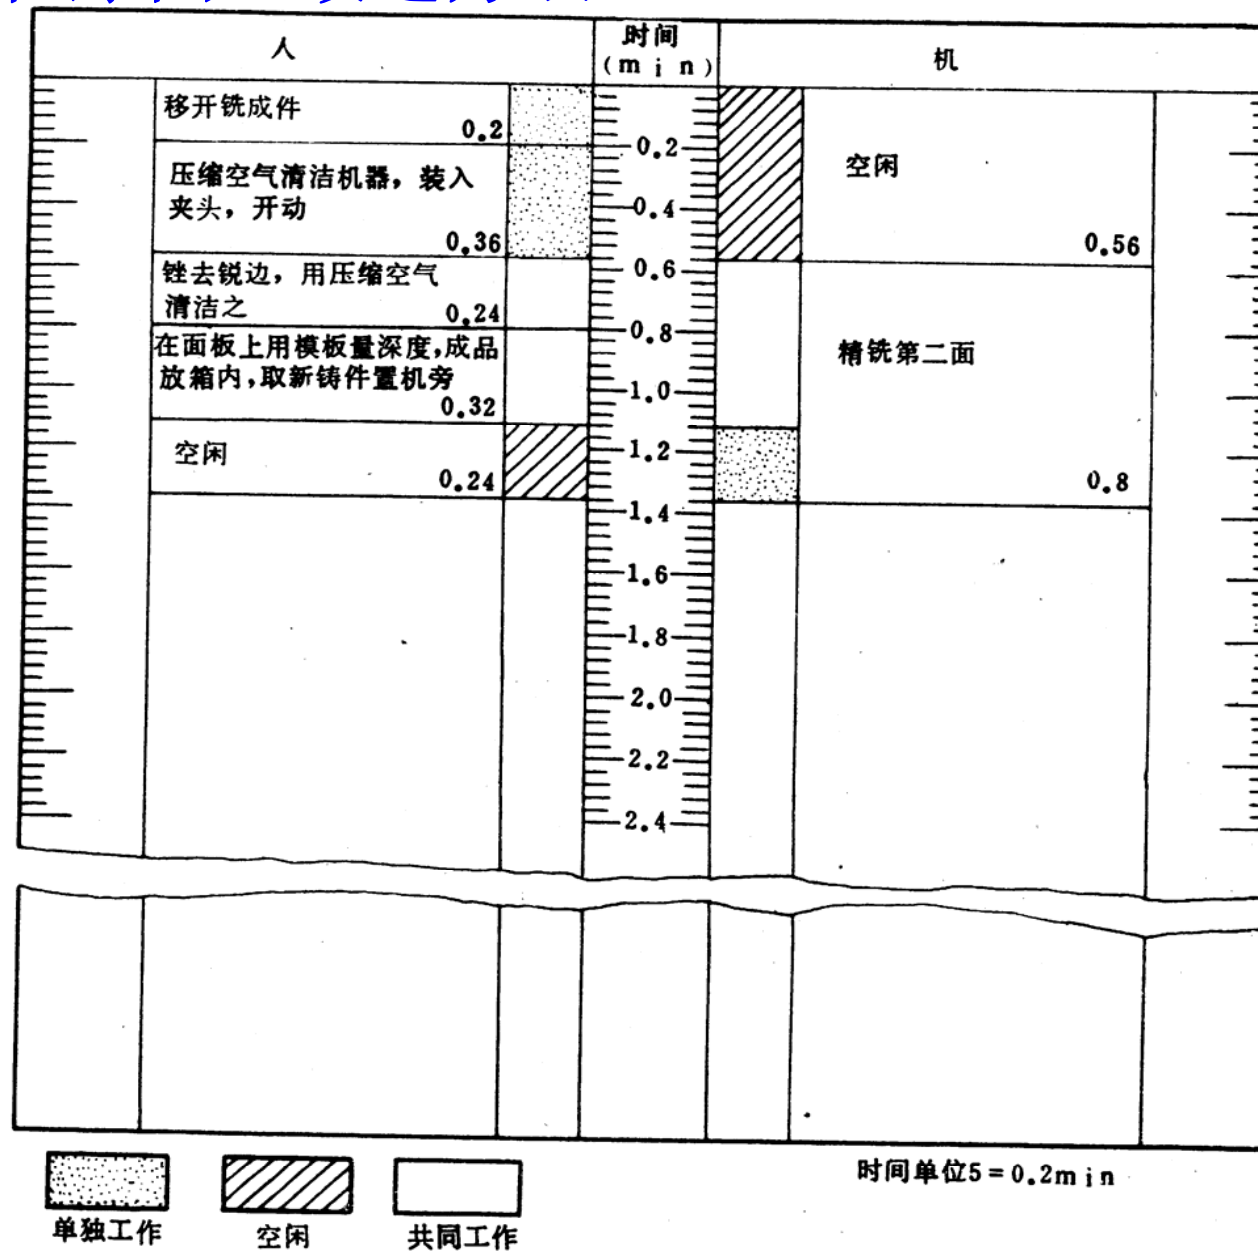 人
时间
(min)
机
移开铣成件
0.2
压缩空气清洁机器，装入
夹头，开动
0.36
锉去锐边，用压缩空气
清洁之
0.24
在面板上用模板量深度，成品
放箱内，取新铸件置机旁
0.32
空闲
0.24
0.2
0.4
0.6
0.8
1.0
1.2
1.4
1.6
1.8
2.0
2.2
2.4
空闲
0.56
精铣第二面
0.8
时间单位5=0.2min
单独工作
空闲
共同工作